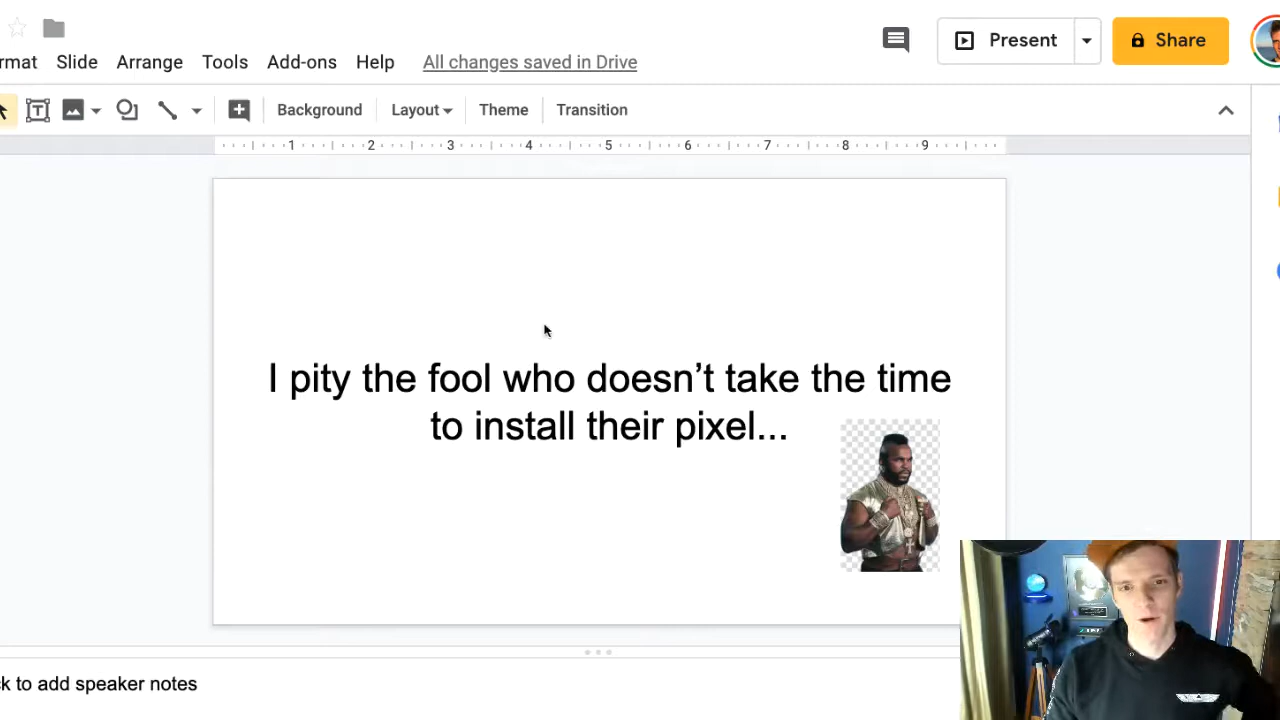 rmat Slide Arrange Tools Add-ons Help All changes saved in Drive
Present
Share
Background Layout Theme Transition
1 2 3 4 5 6 7 8 9
I pity the fool who doesn’t take the time
to install their pixel...
ck to add speaker notes